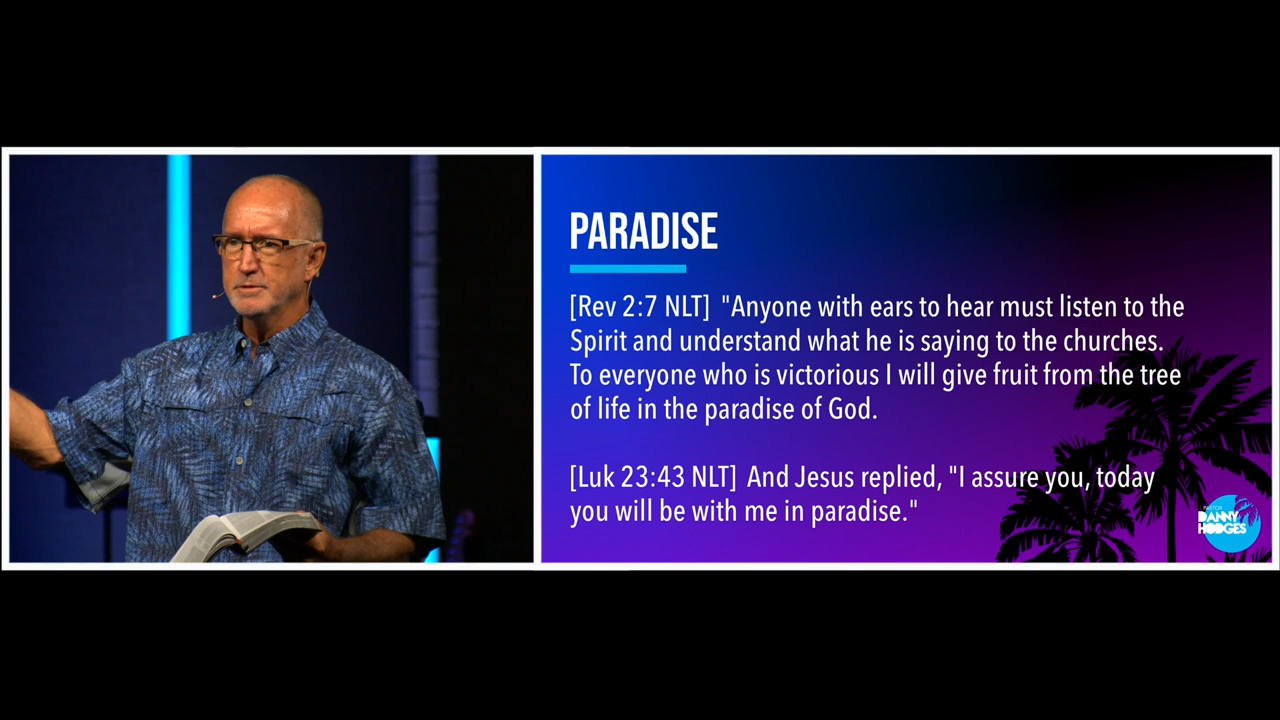 PARADISE
[Rev 2:7 NLT] "Anyone with ears to hear must listen to the
Spirit and understand what he is saying to the churches.
To everyone who is victorious I will give fruit from the tree
of life in the paradise of God.
[Luk 23:43 NLT] And Jesus replied, "I assure you, today
you will be with me in paradise."
PASTOR
DANNY
HODGES